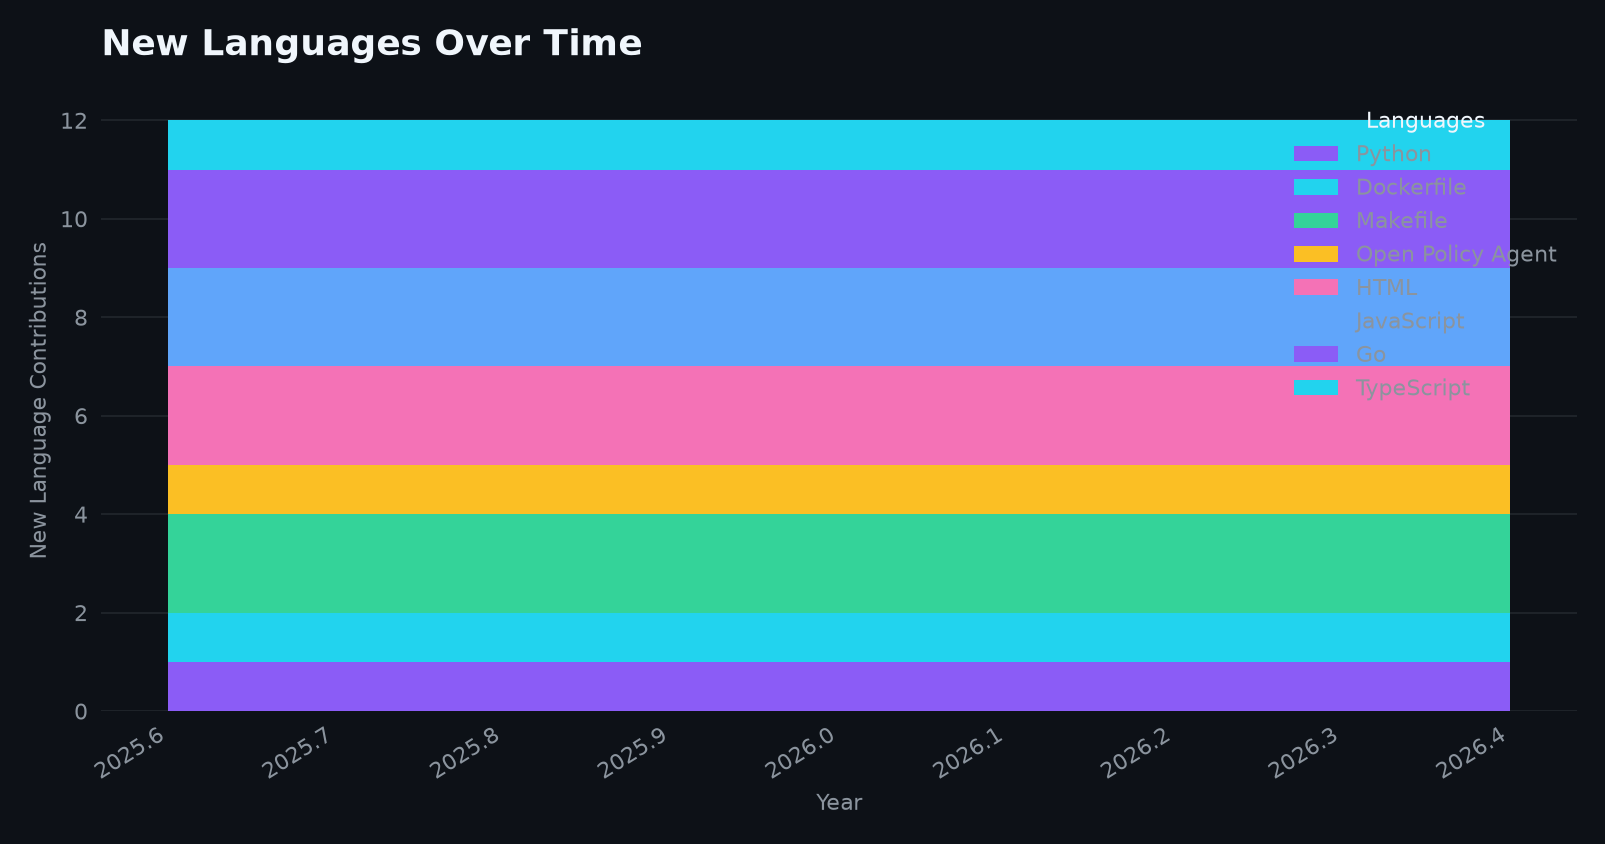 New Languages Over Time
Languages
Python
Dockerfile
Makefile
Open Policy Agent
HTML
JavaScript
Go
TypeScript
New Language Contributions
12
10
8
6
4
2
0
2025.6
2025.7
2025.8
2025.9
2026.0
2026.1
2026.2
2026.3
2026.4
Year